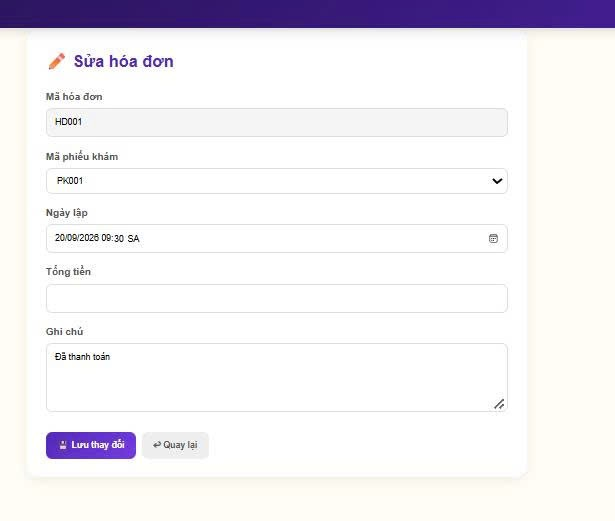 Sửa hóa đơn
Mã hóa đơn
HD001
Mã phiếu khám
PK001
Ngày lập
20/09/2026 09:30 SA
Tổng tiền
Ghi chú
Đã thanh toán
Lưu thay đổi
Quay lại